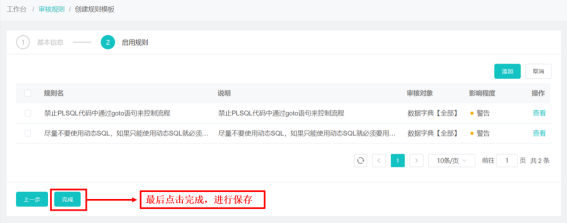 工作台 / 审核规则 / 创建规则模板
1 基本信息 2 启用规则
添加 取消
规则名 说明 审核对象 影响程度 操作
禁止PLSQL代码中通过goto语句来控制流程 禁止PLSQL代码中通过goto语句来控制流程 数据字典【全部】 警告 查看
尽量不要使用动态SQL，如果只能使用动态SQL就必须... 尽量不要使用动态SQL，如果只能使用动态SQL就必须要用... 数据字典【全部】 警告 查看
< 1 > 10条/页 前往 1 页 共 2 条
上一步 完成 最后点击完成，进行保存